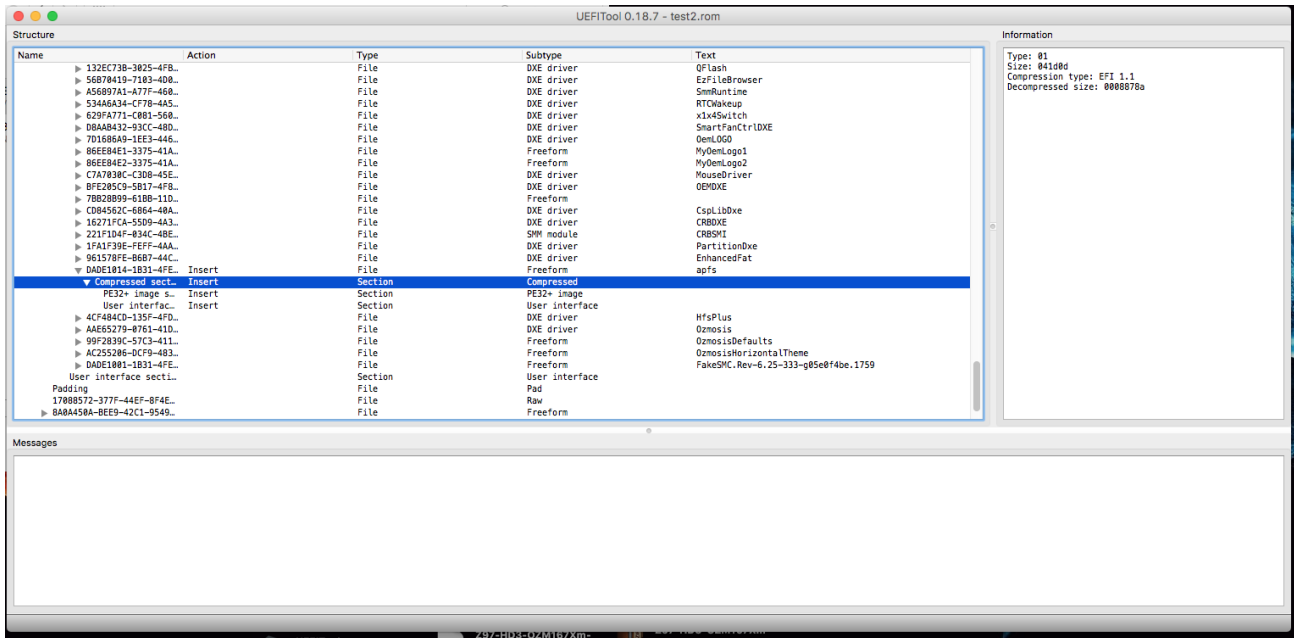 UEFITool 0.18.7 - test2.rom
Structure
Information
Name Action Type Subtype Text
132EC73B-3025-4FB… File DXE driver QFlash
56B70419-7103-4D0… File DXE driver EzFileBrowser
A56897A1-A77F-460… File DXE driver SmmRuntime
534A6A34-CF78-4A5… File DXE driver RTCWakeup
629FA771-C081-560… File DXE driver x1x4Switch
D8AAB432-93CC-48D… File DXE driver SmartFanCtrlDXE
7D1686A9-1EE3-446… File DXE driver OemLOGO
86EE84E1-3375-41A… File Freeform MyOemLogo1
86EE84E2-3375-41A… File Freeform MyOemLogo2
C7A7030C-C3D8-45E… File DXE driver MouseDriver
BFE205C9-5B17-4F8… File DXE driver OEMDXE
7BB28B99-61BB-11D… File Freeform
CD84562C-6864-40A… File DXE driver CspLibDxe
16271FCA-55D9-4A3… File DXE driver CRBDXE
221F1D4F-034C-4BE… File SMM module CRBSMI
1FA1F39E-FEFF-4AA… File DXE driver PartitionDxe
961578FE-B6B7-44C… File DXE driver EnhancedFat
DADE1014-1B31-4FE… Insert File Freeform apfs
Compressed sect… Insert Section Compressed
PE32+ image s… Insert Section PE32+ image
User interfac… Insert Section User interface
4CF484CD-135F-4FD… File DXE driver HfsPlus
AAE65279-0761-41D… File DXE driver Ozmosis
99F2839C-57C3-411… File Freeform OzmosisDefaults
AC255206-DCF9-483… File Freeform OzmosisHorizontalTheme
DADE1001-1B31-4FE… File Freeform FakeSMC.Rev-6.25-333-g05e0f4be.1759
User interface secti… Section User interface
Padding File Pad
17088572-377F-44EF-8F4E… File Raw
8A0A450A-BEE9-42C1-9549… File Freeform
Type: 01
Size: 041d0d
Compression type: EFI 1.1
Decompressed size: 0008878a
Messages
Z97-HD3-OZM167Xm-